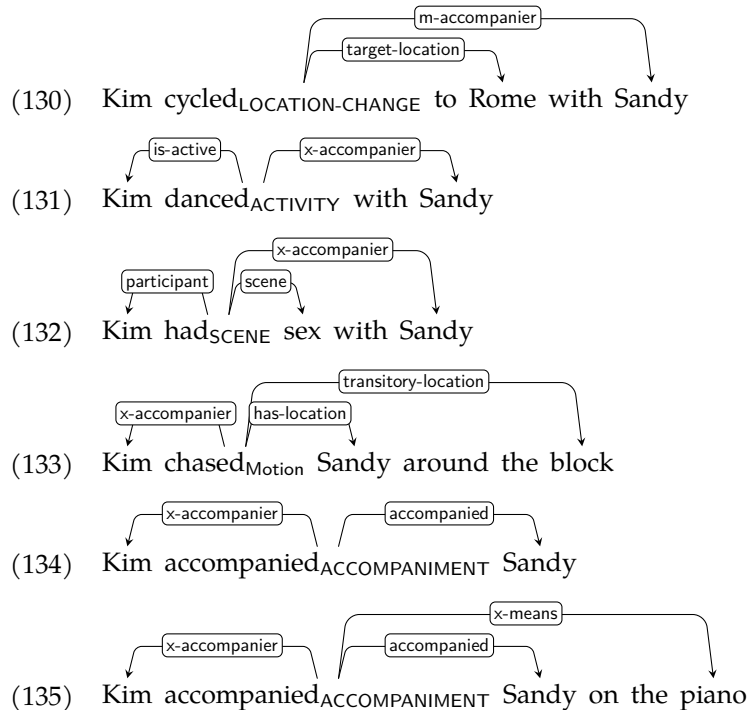 m-accompanier
target-location
(130) Kim cycledLOCATION-CHANGE to Rome with Sandy
is-active x-accompanier
(131) Kim dancedACTIVITY with Sandy
x-accompanier
participant scene
(132) Kim hadSCENE sex with Sandy
transitory-location
x-accompanier has-location
(133) Kim chasedMotion Sandy around the block
x-accompanier accompanied
(134) Kim accompaniedACCOMPANIMENT Sandy
x-means
x-accompanier accompanied
(135) Kim accompaniedACCOMPANIMENT Sandy on the piano